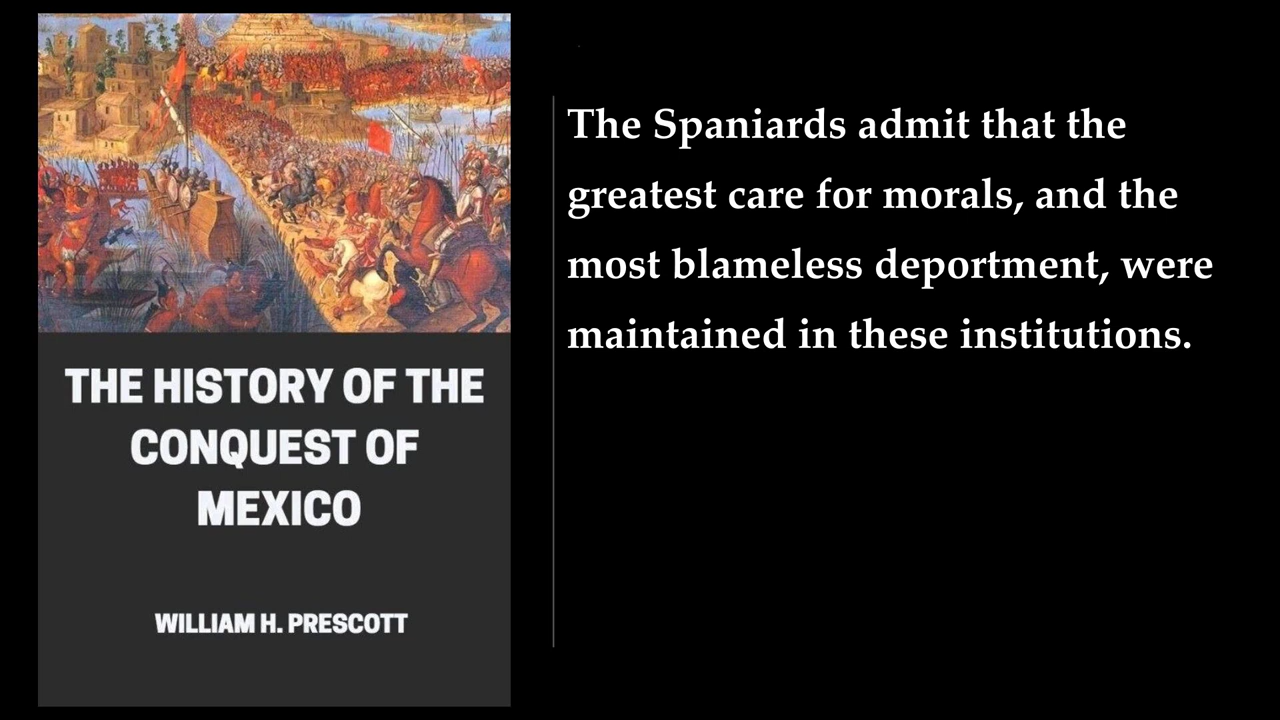 THE HISTORY OF THE
CONQUEST OF
MEXICO
WILLIAM H. PRESCOTT
The Spaniards admit that the
greatest care for morals, and the
most blameless deportment, were
maintained in these institutions.